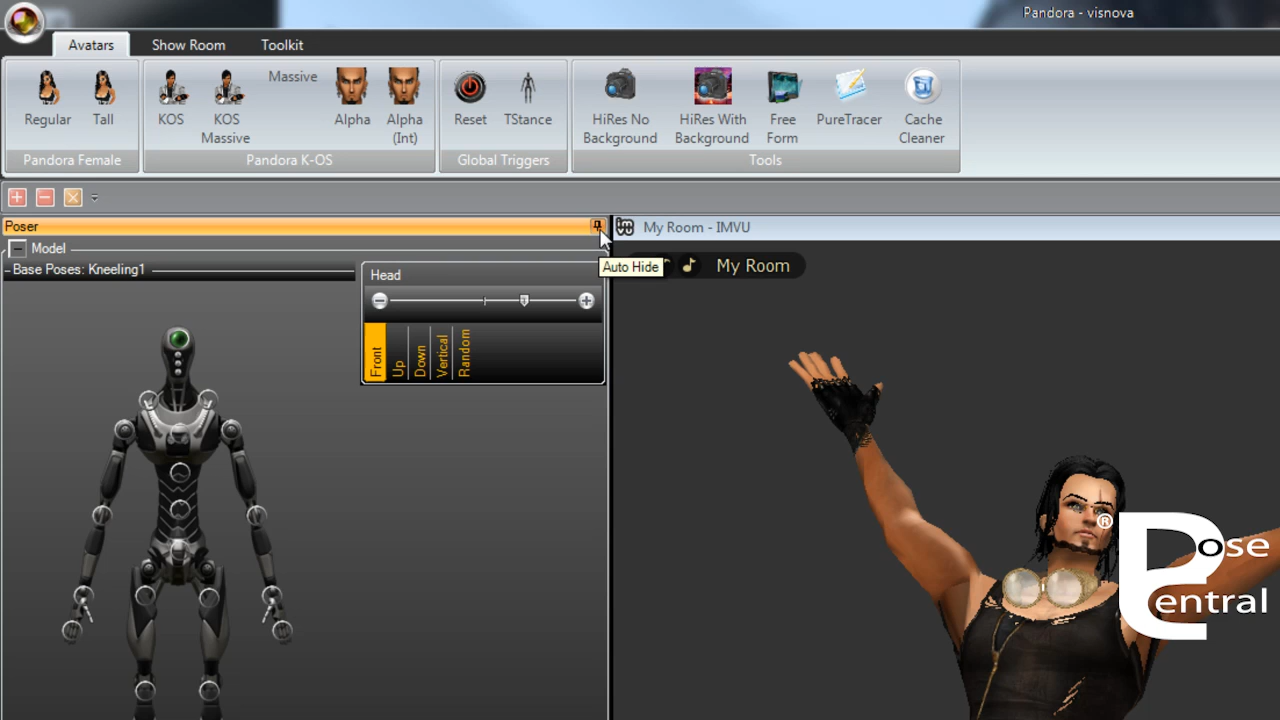 Pandora - visnova
Avatars Show Room Toolkit
Massive
Regular Tall KOS KOS Massive Alpha Alpha (Int) Reset TStance HiRes No Background HiRes With Background Free Form PureTracer Cache Cleaner
Pandora Female Pandora K-OS Global Triggers Tools
Poser
My Room - IMVU
Model
Auto Hide
My Room
Base Poses: Kneeling1
Head
Front
Up
Down
Vertical
Random
®
Pose
Central